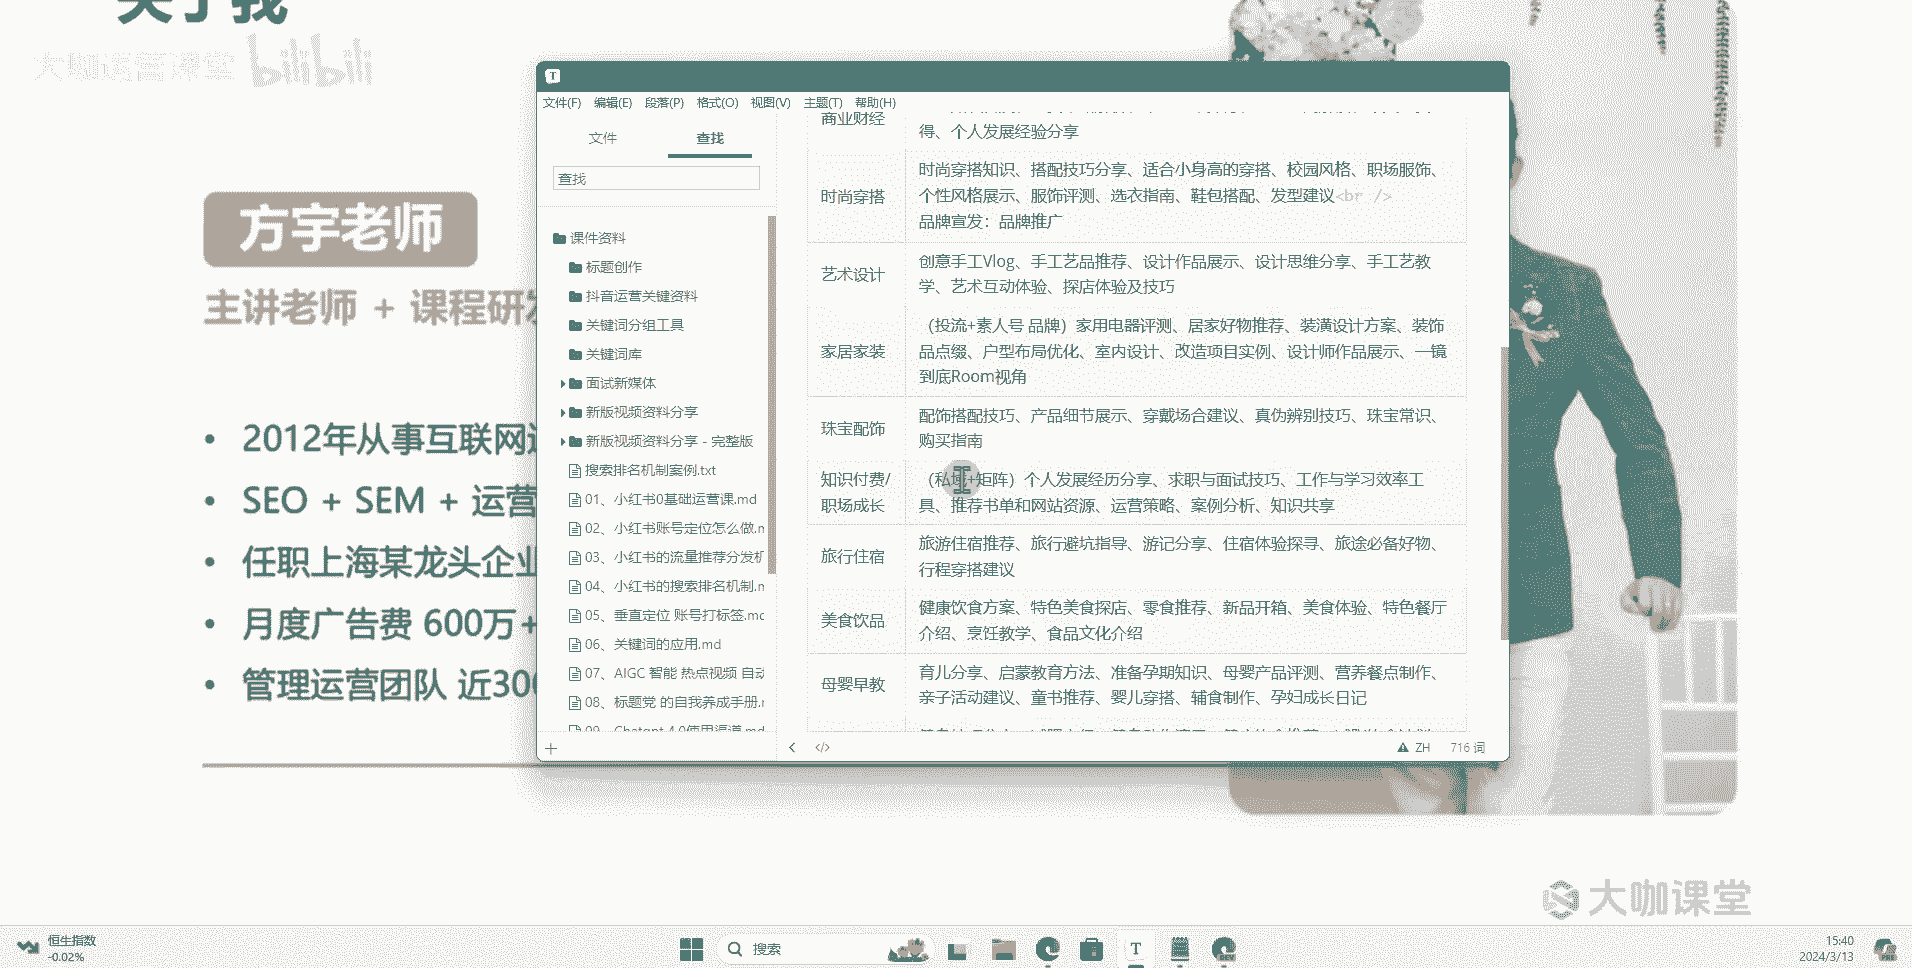 关于我
大咖运营课堂 bilibili
方宇老师
主讲老师 + 课程研发
• 2012年从事互联网运
• SEO + SEM + 运营
• 任职上海某龙头企业
• 月度广告费 600万+
• 管理运营团队 近300
T
文件(F) 编辑(E) 段落(P) 格式(O) 视图(V) 主题(T) 帮助(H)
文件 查找
查找
课件资料
标题创作
抖音运营关键资料
关键词分组工具
关键词库
面试新媒体
新版视频资料分享
新版视频资料分享 - 完整版
搜索排名机制案例.txt
01、小红书0基础运营课.md
02、小红书账号定位怎么做.m
03、小红书的流量推荐分发机
04、小红书的搜索排名机制.m
05、垂直定位 账号打标签.mc
06、关键词的应用.md
07、AIGC 智能 热点视频 自动
08、标题党 的自我养成手册.r
09、Chatgpt 4.0使用渠道.md
商业财经
得、个人发展经验分享
时尚穿搭
时尚穿搭知识、搭配技巧分享、适合小身高的穿搭、校园风格、职场服饰、
个性风格展示、服饰评测、选衣指南、鞋包搭配、发型建议<br />
品牌宣发：品牌推广
艺术设计
创意手工Vlog、手工艺品推荐、设计作品展示、设计思维分享、手工艺教
学、艺术互动体验、探店体验及技巧
家居家装
（投流+素人号 品牌）家用电器评测、居家好物推荐、装潢设计方案、装饰
品点缀、户型布局优化、室内设计、改造项目实例、设计师作品展示、一镜
到底Room视角
珠宝配饰
配饰搭配技巧、产品细节展示、穿戴场合建议、真伪辨别技巧、珠宝常识、
购买指南
知识付费/
职场成长
（私域+矩阵）个人发展经历分享、求职与面试技巧、工作与学习效率工
具、推荐书单和网站资源、运营策略、案例分析、知识共享
旅行住宿
旅游住宿推荐、旅行避坑指导、游记分享、住宿体验探寻、旅途必备好物、
行程穿搭建议
美食饮品
健康饮食方案、特色美食探店、零食推荐、新品开箱、美食体验、特色餐厅
介绍、烹饪教学、食品文化介绍
母婴早教
育儿分享、启蒙教育方法、准备孕期知识、母婴产品评测、营养餐点制作、
亲子活动建议、童书推荐、婴儿穿搭、辅食制作、孕妇成长日记
ZH 716 词
大咖课堂
恒生指数
-0.02%
搜索
T
DEV
15:40
2024/3/13
PRE